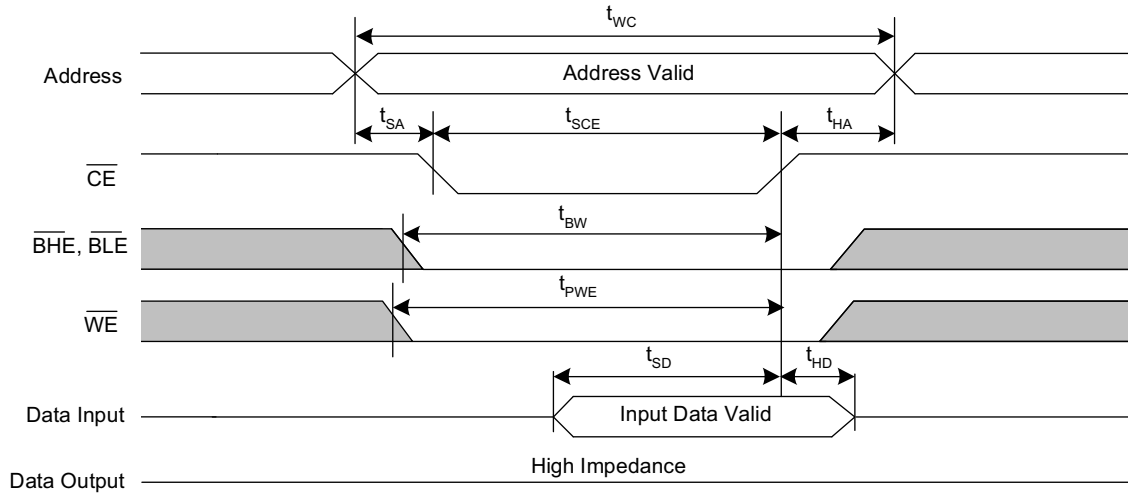 tWC
Address
Address Valid
tSA
tSCE
tHA
CE
tBW
BHE, BLE
tPWE
WE
tSD
tHD
Data Input
Input Data Valid
High Impedance
Data Output